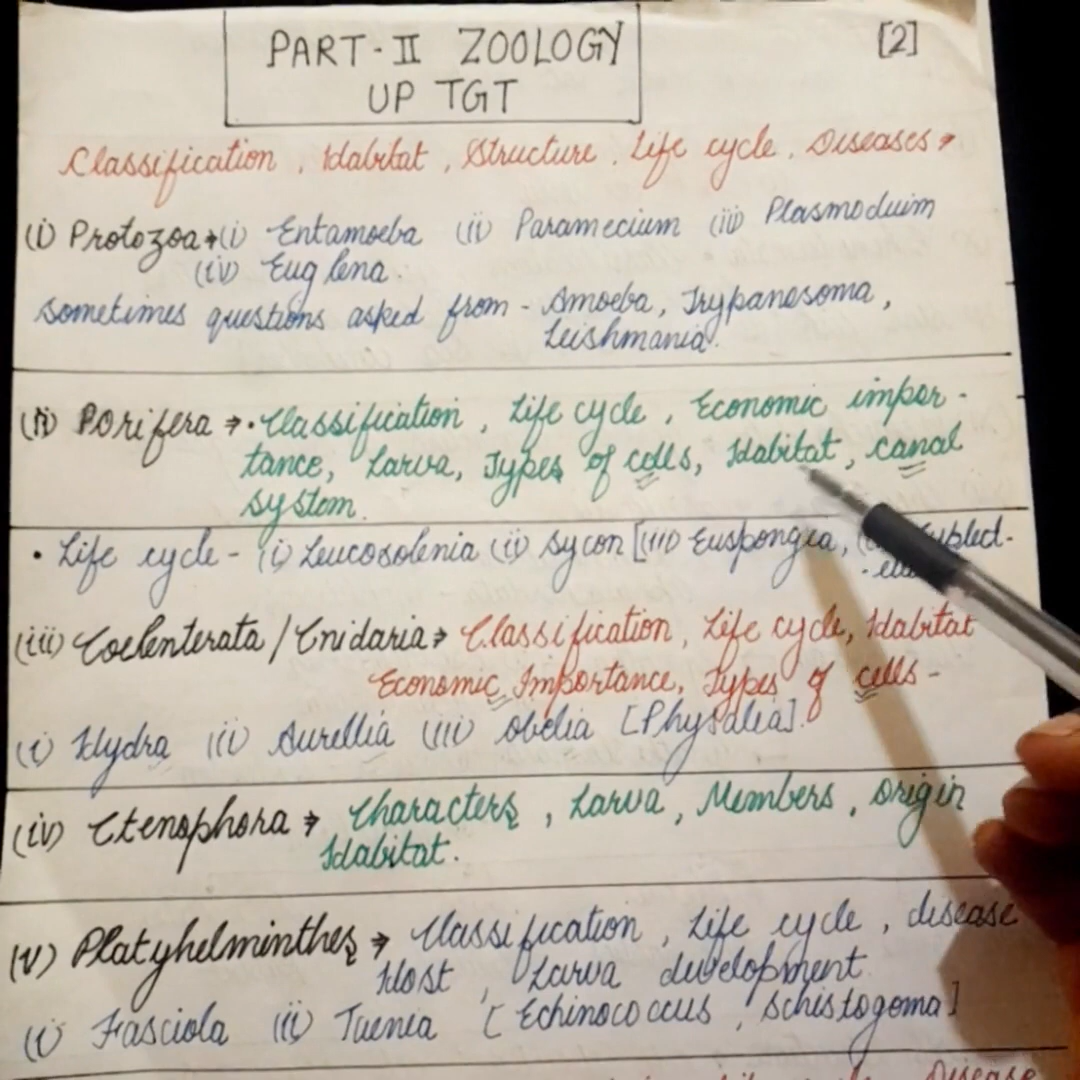 PART-II ZOOLOGY
UP TGT
[2]
Classification, Habitat, Structure, Life cycle, Diseases→
(i) Protozoa→(i) Entamoeba (ii) Paramecium (iii) Plasmoduim
(iv) Euglena.
Sometimes questions asked from - Amoeba, Trypanosoma,
Leishmania.
(ii) Porifera → • Classification, Life cycle, Economic impor-
tance, Larva, Types of cells, Habitat, canal
system.
• Life cycle - (i) Leucosolenia (ii) Sycon [(iii) Euspongia,
(iii) Coelenterata / Cnidaria → Classification, Life cycle, Habitat
Economic Importance, Types of cells -
(i) Hydra (ii) Aurellia (iii) Obelia [Physalia].
(iv) Ctenophora → Characters, Larva, Members, origin
Habitat.
(v) Platyhelminthes → Classification, Life cycle, disease
Host, Larva development.
(i) Fasciola (ii) Taenia [Echinococcus, Schistogoma]
Disease